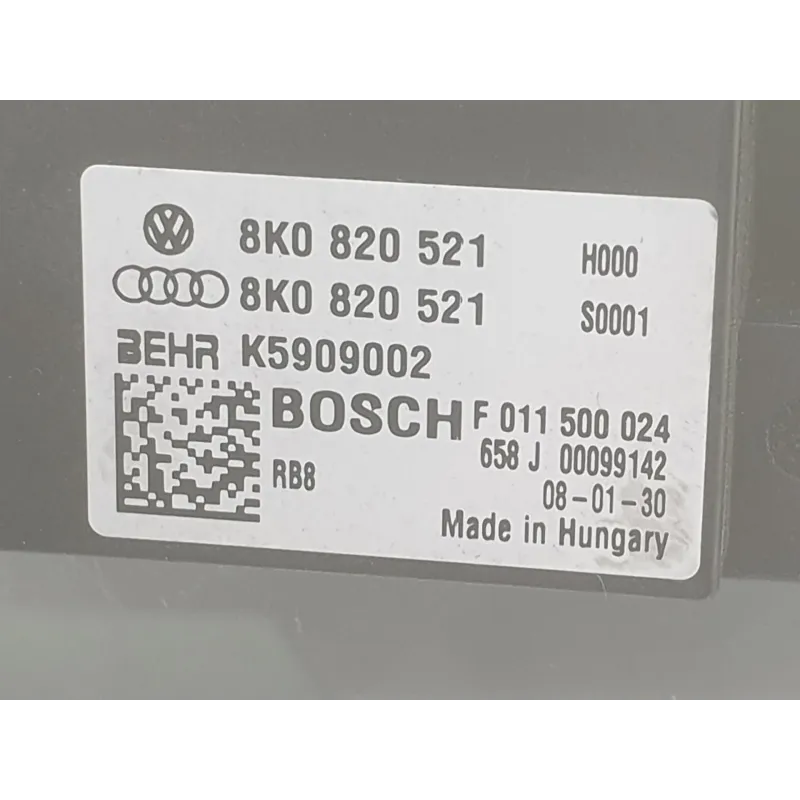 8K0 820 521 H000
8K0 820 521 S0001
BEHR K5909002
BOSCH F 011 500 024
658 J 00099142
RB8
08-01-30
Made in Hungary